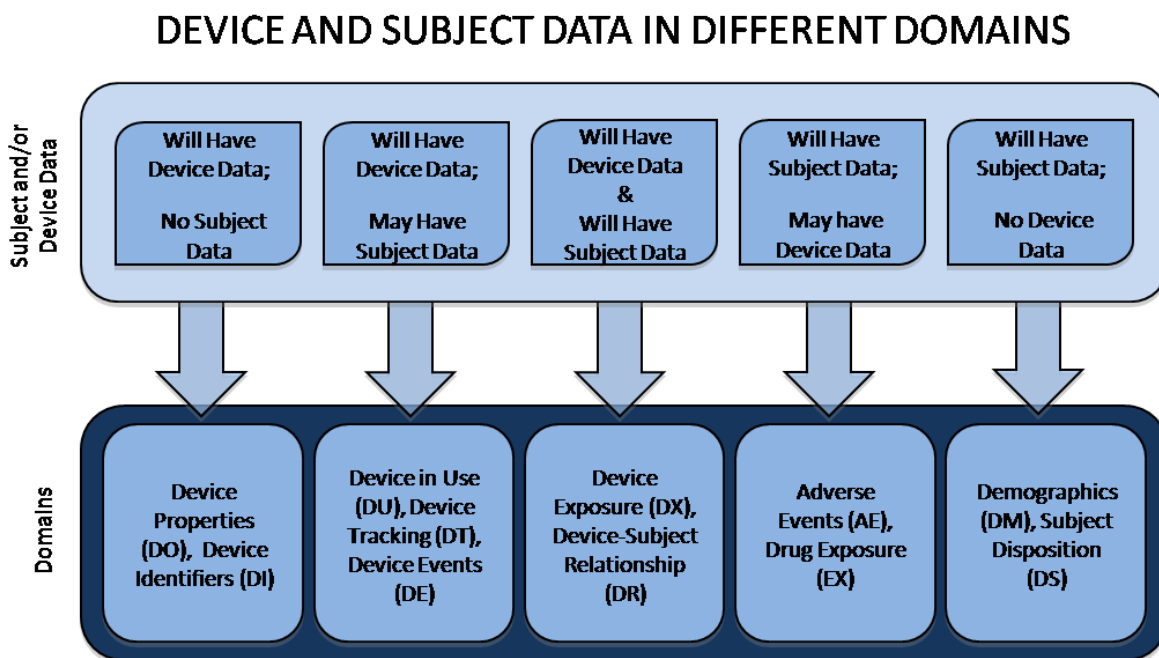 DEVICE AND SUBJECT DATA IN DIFFERENT DOMAINS
Subject and/or
Device Data
Will Have
Device Data;
No Subject
Data
Will Have
Device Data;
May Have
Subject Data
Will Have
Device Data
&
Will Have
Subject Data
Will Have
Subject Data;
May have
Device Data
Will Have
Subject Data;
No Device
Data
Domains
Device
Properties
(DO), Device
Identifiers (DI)
Device in Use
(DU), Device
Tracking (DT),
Device Events
(DE)
Device
Exposure (DX),
Device-Subject
Relationship
(DR)
Adverse
Events (AE),
Drug Exposure
(EX)
Demographics
(DM), Subject
Disposition
(DS)